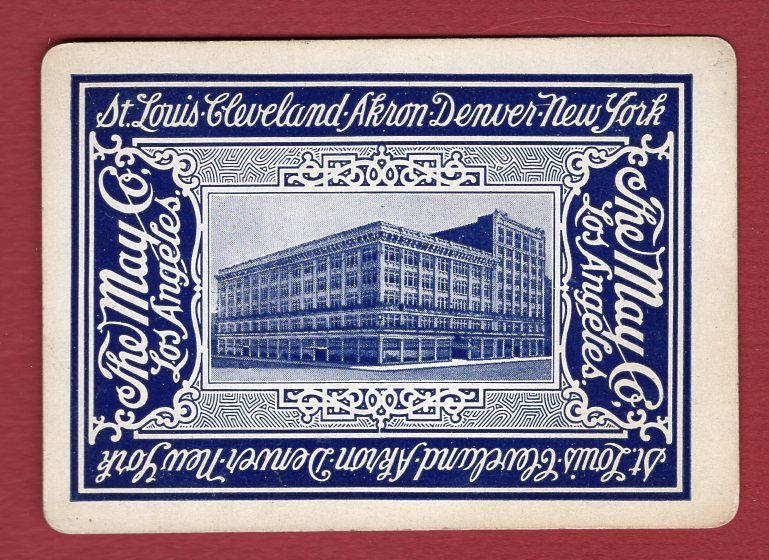 St. Louis · Cleveland · Akron · Denver · New York
The May Co.
Los Angeles.
The May Co.
Los Angeles.
St. Louis · Cleveland · Akron · Denver · New York